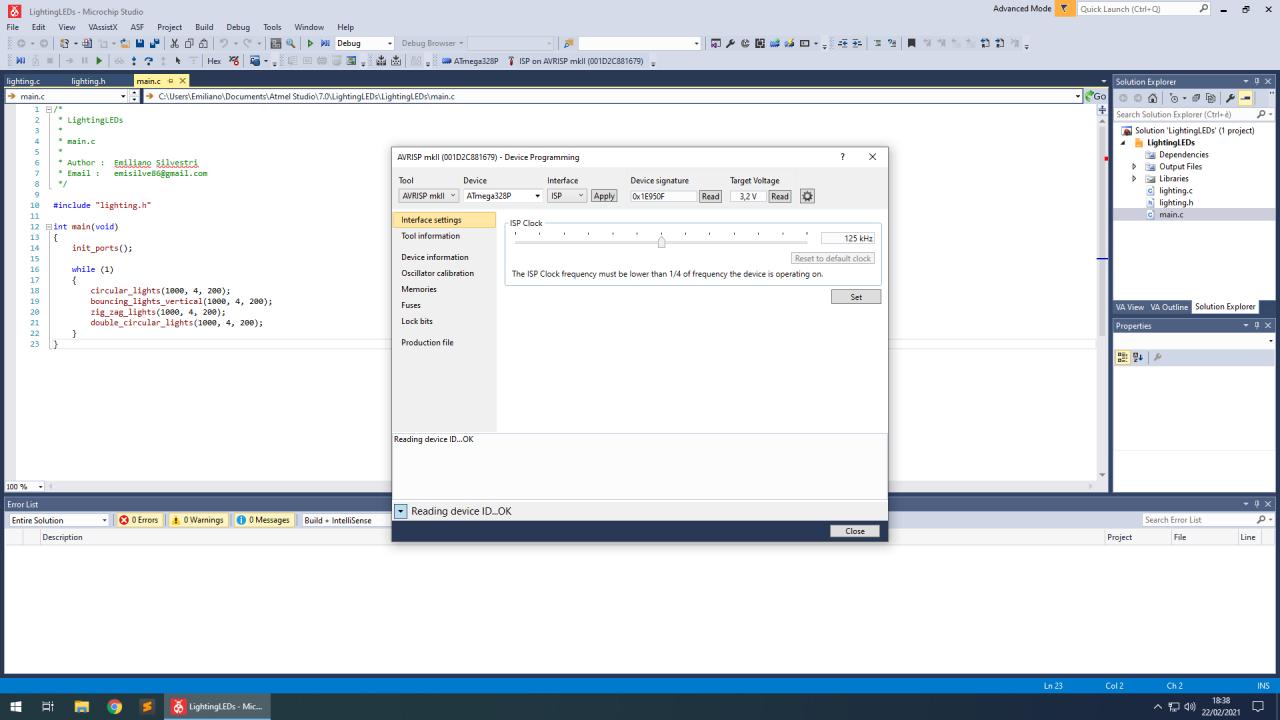 LightingLEDs - Microchip Studio
Advanced Mode
Quick Launch (Ctrl+Q)
File Edit View VAssistX ASF Project Build Debug Tools Window Help
Debug
Debug Browser
Hex
ATmega328P
ISP on AVRISP mkII (001D2C881679)
lighting.c lighting.h main.c
main.c
C:\Users\Emiliano\Documents\Atmel Studio\7.0\LightingLEDs\LightingLEDs\main.c
Go
1 /*
2 * LightingLEDs
3 *
4 * main.c
5 *
6 * Author : Emiliano Silvestri
7 * Email : emisilve86@gmail.com
8 */
9
10 #include "lighting.h"
11
12 int main(void)
13 {
14 init_ports();
15
16 while (1)
17 {
18 circular_lights(1000, 4, 200);
19 bouncing_lights_vertical(1000, 4, 200);
20 zig_zag_lights(1000, 4, 200);
21 double_circular_lights(1000, 4, 200);
22 }
23 }
100 %
AVRISP mkII (001D2C881679) - Device Programming
Tool Device Interface Device signature Target Voltage
AVRISP mkII ATmega328P ISP Apply 0x1E950F Read 3,2 V Read
Interface settings
Tool information
Device information
Oscillator calibration
Memories
Fuses
Lock bits
Production file
ISP Clock
125 kHz
Reset to default clock
The ISP Clock frequency must be lower than 1/4 of frequency the device is operating on.
Set
Reading device ID...OK
Reading device ID...OK
Close
Solution Explorer
Search Solution Explorer (Ctrl+è)
Solution 'LightingLEDs' (1 project)
LightingLEDs
Dependencies
Output Files
Libraries
lighting.c
lighting.h
main.c
VA View VA Outline Solution Explorer
Properties
Error List
Entire Solution 0 Errors 0 Warnings 0 Messages Build + IntelliSense
Search Error List
Description Project File Line
Ln 23 Col 2 Ch 2 INS
LightingLEDs - Mic...
18:38
22/02/2021